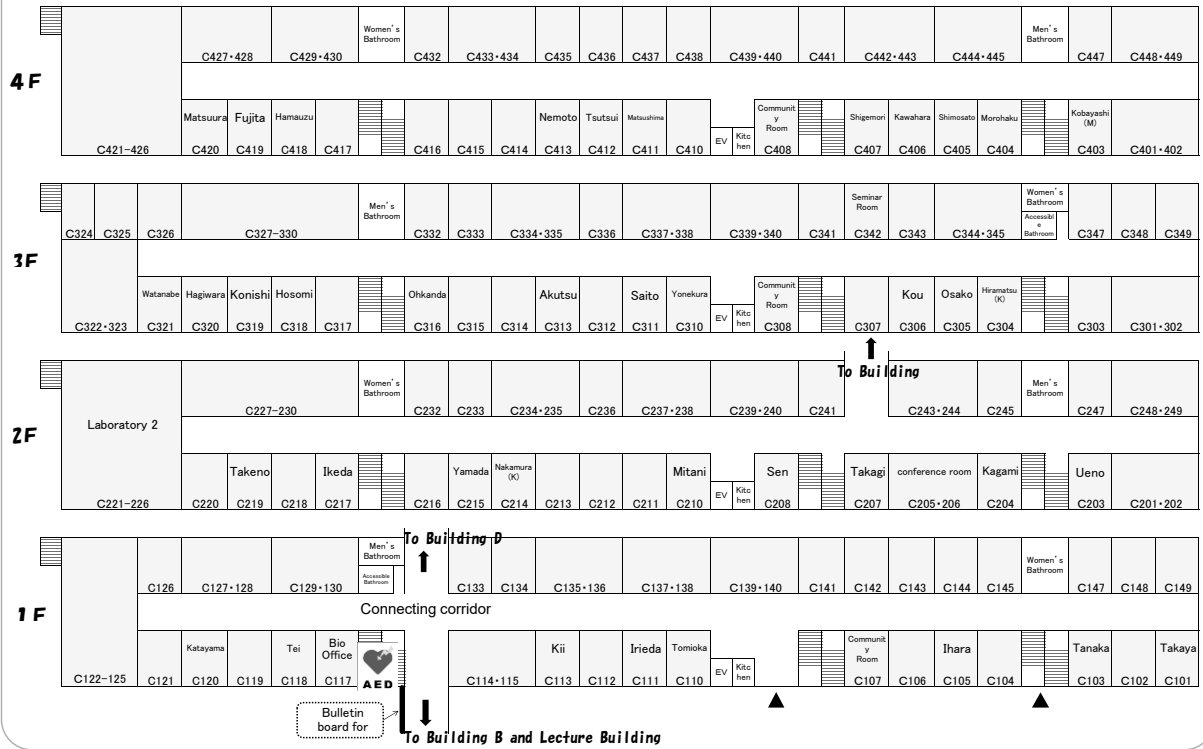 Women's
Bathroom
Men's
Bathroom
C427・428 C429・430 C432 C433・434 C435 C436 C437 C438 C439・440 C441 C442・443 C444・445 C447 C448・449
4F
Matsuura Fujita Hamauzu Nemoto Tsutsui Matsushima Communit
y
Room Shigemori Kawahara Shimosato Morohaku Kobayashi
(M)
EV Kitc
hen
C421-426 C420 C419 C418 C417 C416 C415 C414 C413 C412 C411 C410 C408 C407 C406 C405 C404 C403 C401・402
Men's
Bathroom
Seminar
Room
Women's
Bathroom
Accessibl
e
Bathroom
C324 C325 C326 C327-330 C332 C333 C334・335 C336 C337・338 C339・340 C341 C342 C343 C344・345 C347 C348 C349
3F
Watanabe Hagiwara Konishi Hosomi Ohkanda Akutsu Saito Yonekura Communit
y
Room Kou Osako Hiramatsu
(K)
EV Kitc
hen
C322・323 C321 C320 C319 C318 C317 C316 C315 C314 C313 C312 C311 C310 C308 C307 C306 C305 C304 C303 C301・302
To Building
Women's
Bathroom
Men's
Bathroom
C227-230 C232 C233 C234・235 C236 C237・238 C239・240 C241 C243・244 C245 C247 C248・249
Laboratory 2
2F
Takeno Ikeda Yamada Nakamura
(K) Mitani Sen Takagi conference room Kagami Ueno
EV Kitc
hen
C221-226 C220 C219 C218 C217 C216 C215 C214 C213 C212 C211 C210 C208 C207 C205・206 C204 C203 C201・202
To Building D
Men's
Bathroom
Accessible
Bathroom
Women's
Bathroom
C126 C127・128 C129・130 C133 C134 C135・136 C137・138 C139・140 C141 C142 C143 C144 C145 C147 C148 C149
1F
Connecting corridor
Katayama Tei Bio
Office Kii Irieda Tomioka Communit
y
Room Ihara Tanaka Takaya
AED
EV Kitc
hen
C122-125 C121 C120 C119 C118 C117 C114・115 C113 C112 C111 C110 C107 C106 C105 C104 C103 C102 C101
Bulletin
board for
To Building B and Lecture Building